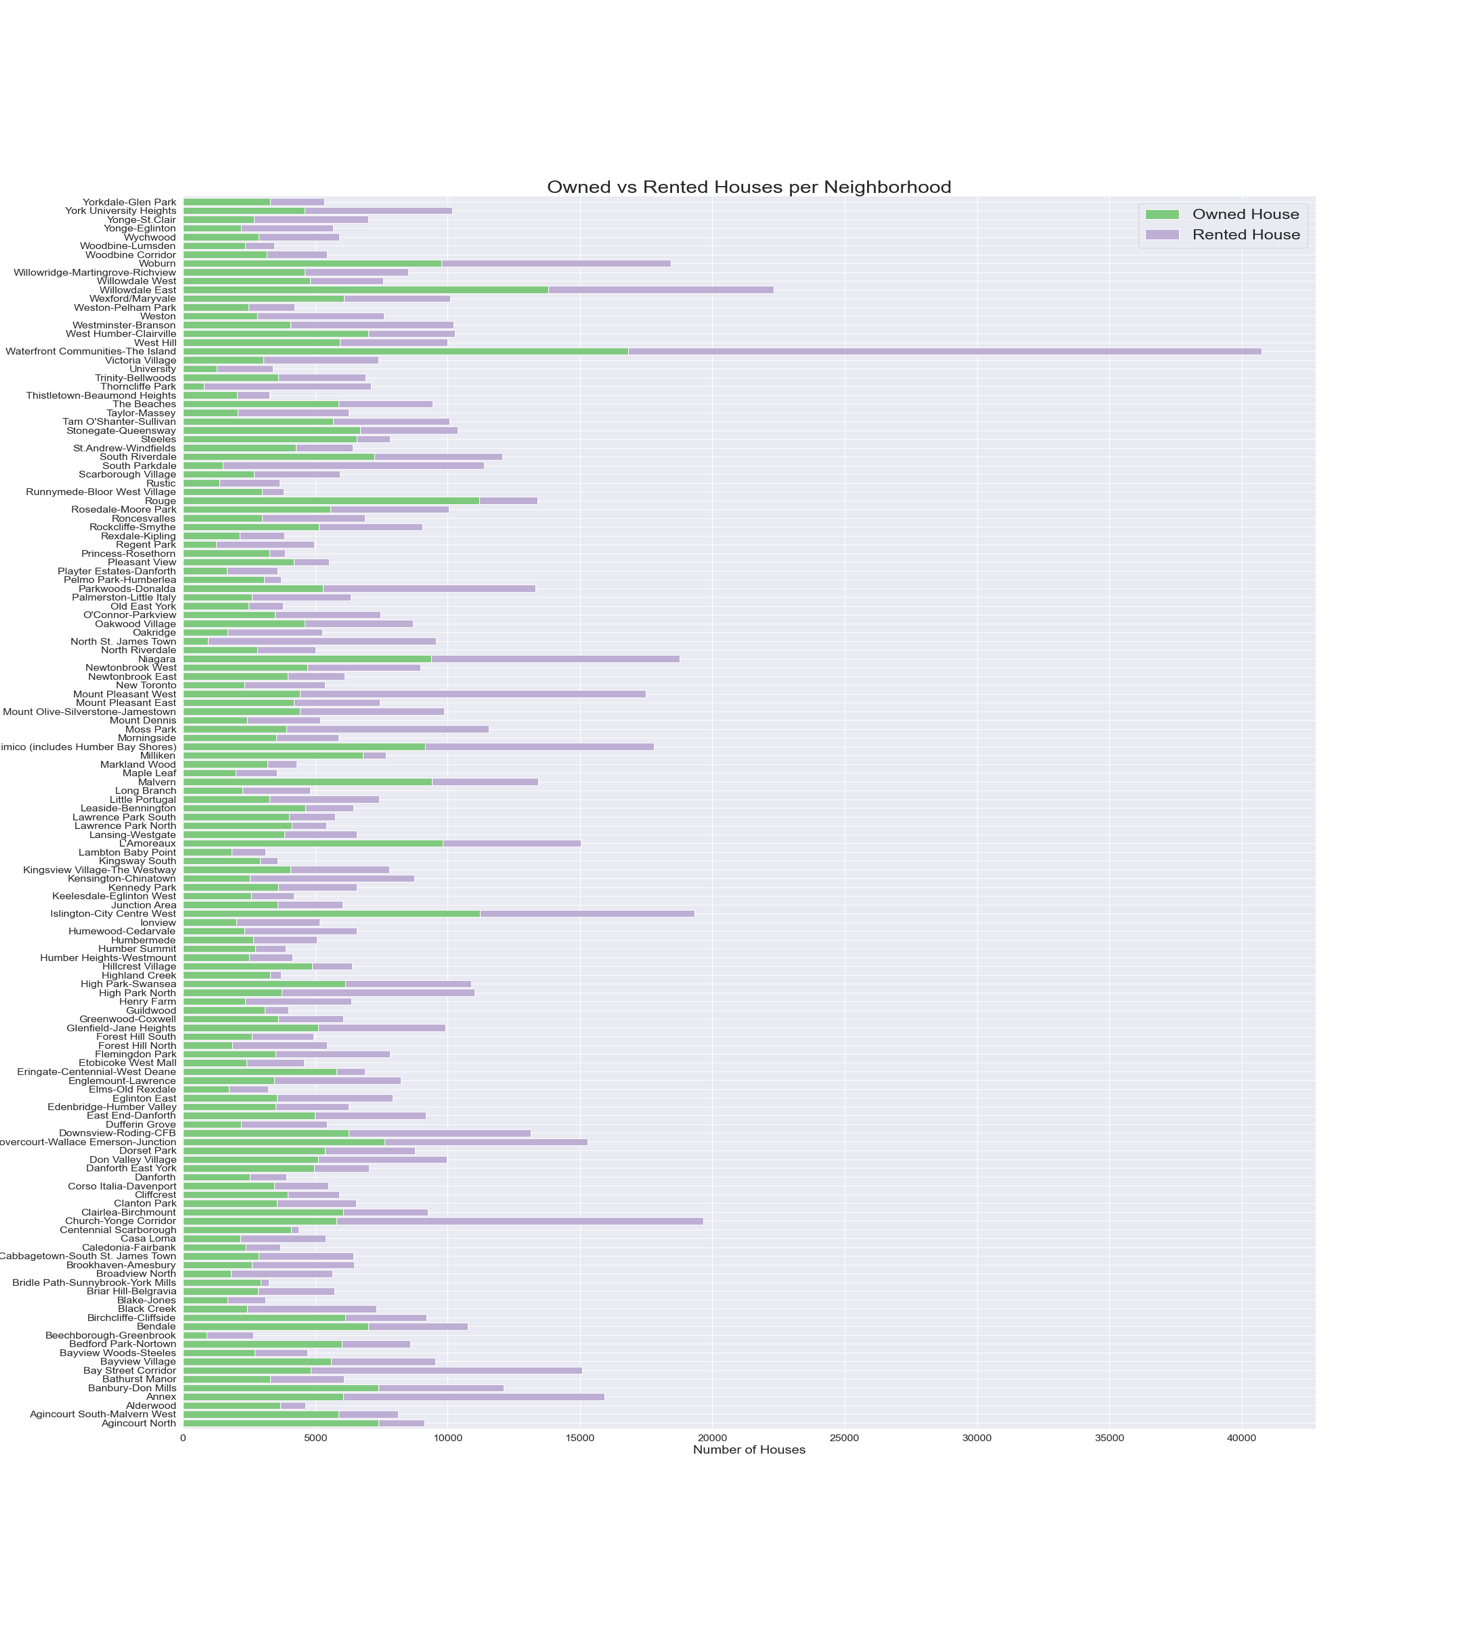 Owned vs Rented Houses per Neighborhood
Owned House
Rented House
Yorkdale-Glen Park
York University Heights
Yonge-St.Clair
Yonge-Eglinton
Wychwood
Woodbine-Lumsden
Woodbine Corridor
Woburn
Willowridge-Martingrove-Richview
Willowdale West
Willowdale East
Wexford/Maryvale
Weston-Pelham Park
Weston
Westminster-Branson
West Humber-Clairville
West Hill
Waterfront Communities-The Island
Victoria Village
University
Trinity-Bellwoods
Thorncliffe Park
Thistletown-Beaumond Heights
The Beaches
Taylor-Massey
Tam O'Shanter-Sullivan
Stonegate-Queensway
Steeles
St.Andrew-Windfields
South Riverdale
South Parkdale
Scarborough Village
Rustic
Runnymede-Bloor West Village
Rouge
Rosedale-Moore Park
Roncesvalles
Rockcliffe-Smythe
Rexdale-Kipling
Regent Park
Princess-Rosethorn
Pleasant View
Playter Estates-Danforth
Pelmo Park-Humberlea
Parkwoods-Donalda
Palmerston-Little Italy
Old East York
O'Connor-Parkview
Oakwood Village
Oakridge
North St. James Town
North Riverdale
Niagara
Newtonbrook West
Newtonbrook East
New Toronto
Mount Pleasant West
Mount Pleasant East
Mount Olive-Silverstone-Jamestown
Mount Dennis
Moss Park
Morningside
imico (includes Humber Bay Shores)
Milliken
Markland Wood
Maple Leaf
Malvern
Long Branch
Little Portugal
Leaside-Bennington
Lawrence Park South
Lawrence Park North
Lansing-Westgate
L'Amoreaux
Lambton Baby Point
Kingsway South
Kingsview Village-The Westway
Kensington-Chinatown
Kennedy Park
Keelesdale-Eglinton West
Junction Area
Islington-City Centre West
Ionview
Humewood-Cedarvale
Humbermede
Humber Summit
Humber Heights-Westmount
Hillcrest Village
Highland Creek
High Park-Swansea
High Park North
Henry Farm
Guildwood
Greenwood-Coxwell
Glenfield-Jane Heights
Forest Hill South
Forest Hill North
Flemingdon Park
Etobicoke West Mall
Eringate-Centennial-West Deane
Englemount-Lawrence
Elms-Old Rexdale
Eglinton East
Edenbridge-Humber Valley
East End-Danforth
Dufferin Grove
Downsview-Roding-CFB
overcourt-Wallace Emerson-Junction
Dorset Park
Don Valley Village
Danforth East York
Danforth
Corso Italia-Davenport
Cliffcrest
Clanton Park
Clairlea-Birchmount
Church-Yonge Corridor
Centennial Scarborough
Casa Loma
Caledonia-Fairbank
Cabbagetown-South St. James Town
Brookhaven-Amesbury
Broadview North
Bridle Path-Sunnybrook-York Mills
Briar Hill-Belgravia
Blake-Jones
Black Creek
Birchcliffe-Cliffside
Bendale
Beechborough-Greenbrook
Bedford Park-Nortown
Bayview Woods-Steeles
Bayview Village
Bay Street Corridor
Bathurst Manor
Banbury-Don Mills
Annex
Alderwood
Agincourt South-Malvern West
Agincourt North
0 5000 10000 15000 20000 25000 30000 35000 40000
Number of Houses